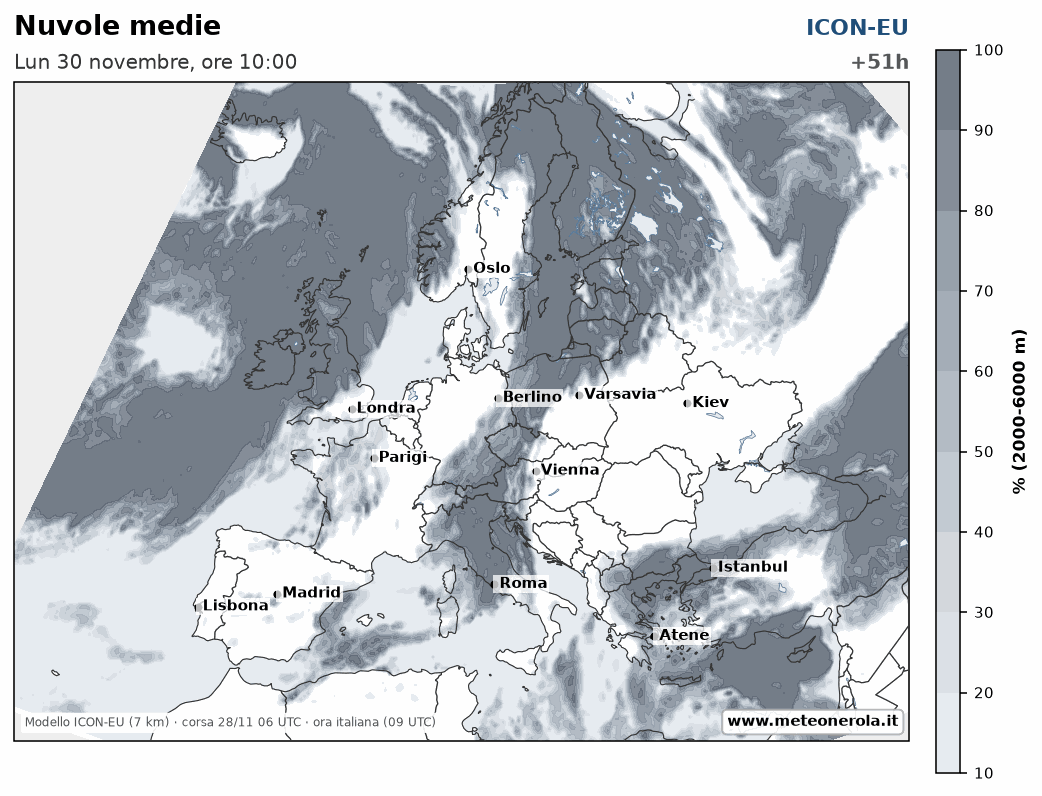 Nuvole medie
ICON-EU
Lun 30 novembre, ore 10:00
+51h
100
90
80
70
60
50
40
30
20
10
% (2000-6000 m)
Oslo
Berlino
Varsavia
Kiev
Londra
Parigi
Vienna
Istanbul
Roma
Madrid
Lisbona
Atene
Modello ICON-EU (7 km) · corsa 28/11 06 UTC · ora italiana (09 UTC)
www.meteonerola.it